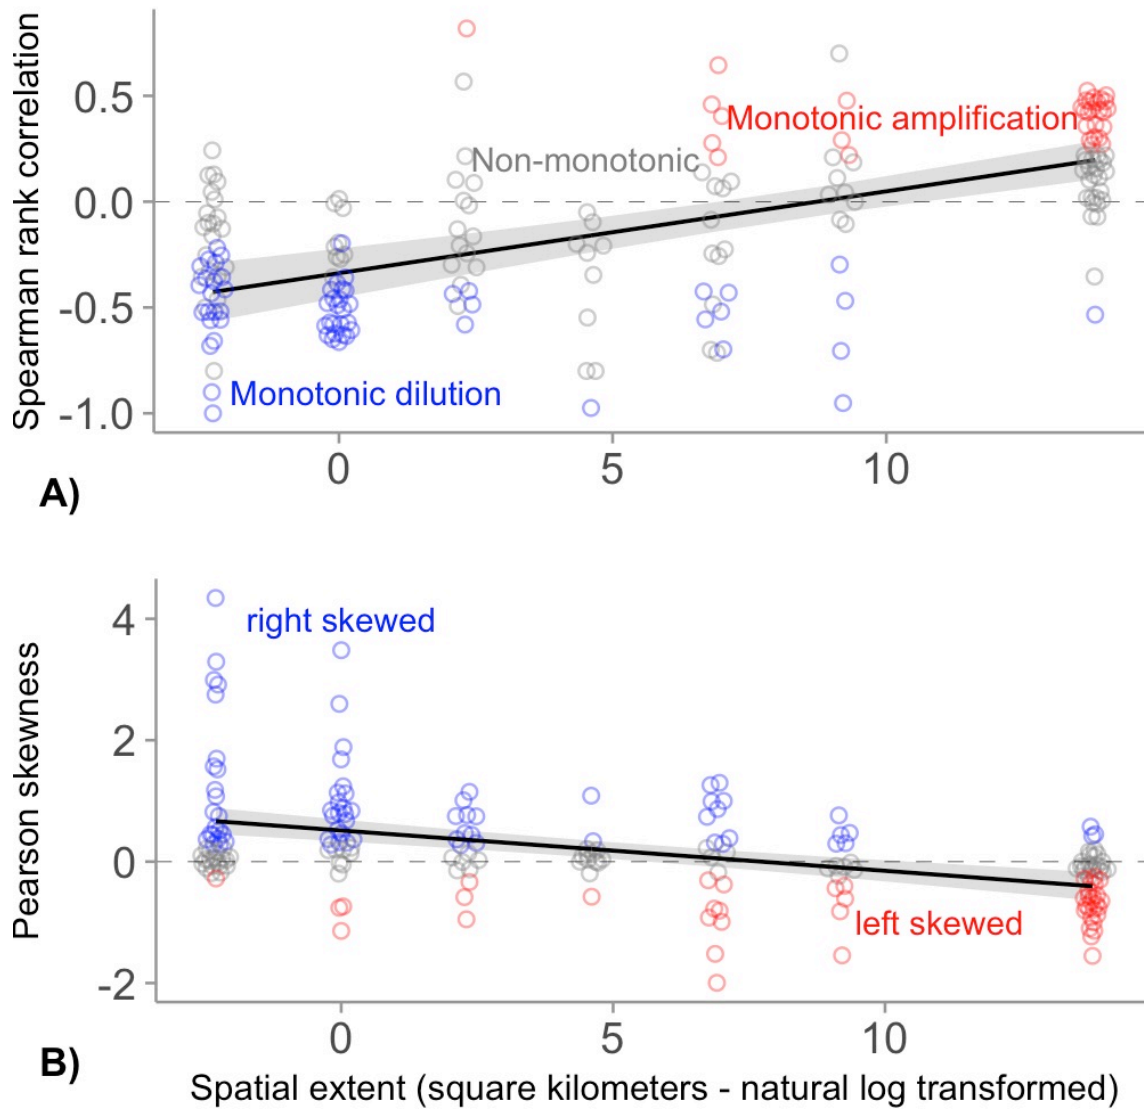 Spearman rank correlation
0.5
0.0
-0.5
-1.0
Monotonic amplification
Non-monotonic
Monotonic dilution
0
5
10
A)
Pearson skewness
4
2
0
-2
right skewed
left skewed
0
5
10
B)
Spatial extent (square kilometers - natural log transformed)